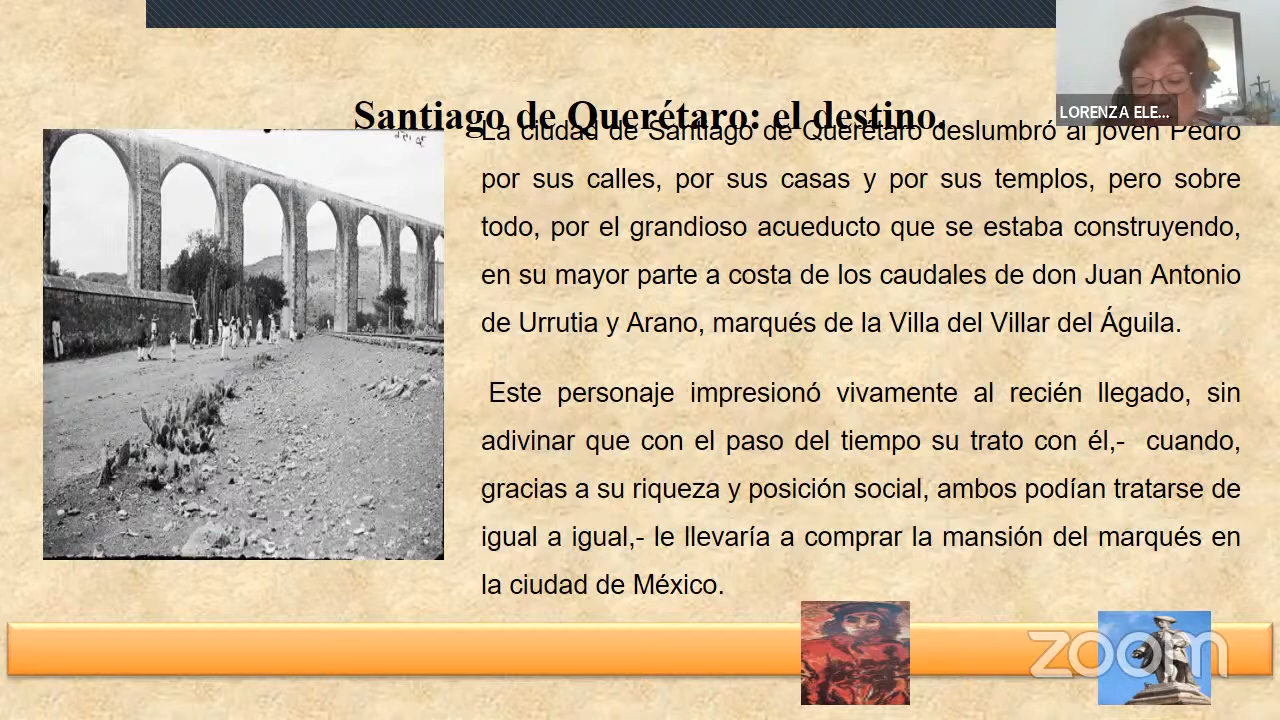 Santiago de Querétaro: el destino.
LORENZA ELE...
La ciudad de Santiago de Querétaro deslumbró al joven Pedro
por sus calles, por sus casas y por sus templos, pero sobre
todo, por el grandioso acueducto que se estaba construyendo,
en su mayor parte a costa de los caudales de don Juan Antonio
de Urrutia y Arano, marqués de la Villa del Villar del Águila.
Este personaje impresionó vivamente al recién llegado, sin
adivinar que con el paso del tiempo su trato con él,- cuando,
gracias a su riqueza y posición social, ambos podían tratarse de
igual a igual,- le llevaría a comprar la mansión del marqués en
la ciudad de México.
zoom